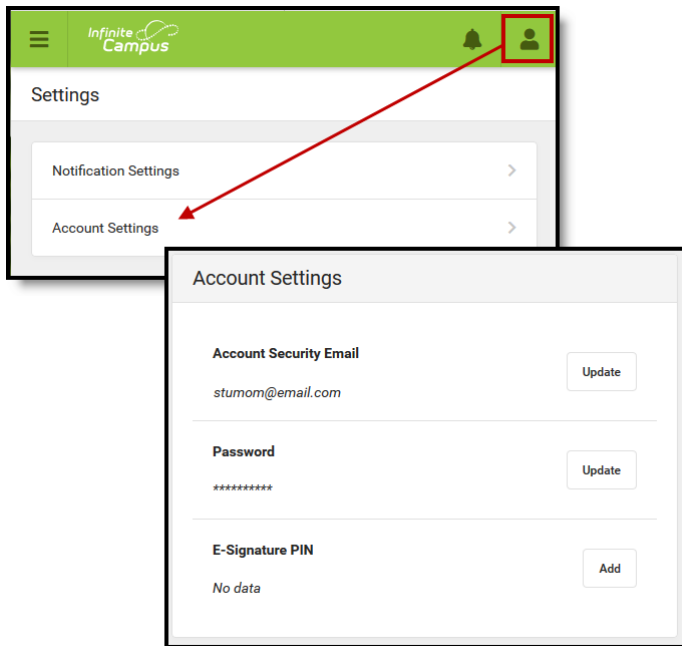 Infinite
Campus
Settings
Notification Settings
Account Settings
Account Settings
Account Security Email
Update
stumom@email.com
Password
Update
**********
E-Signature PIN
Add
No data